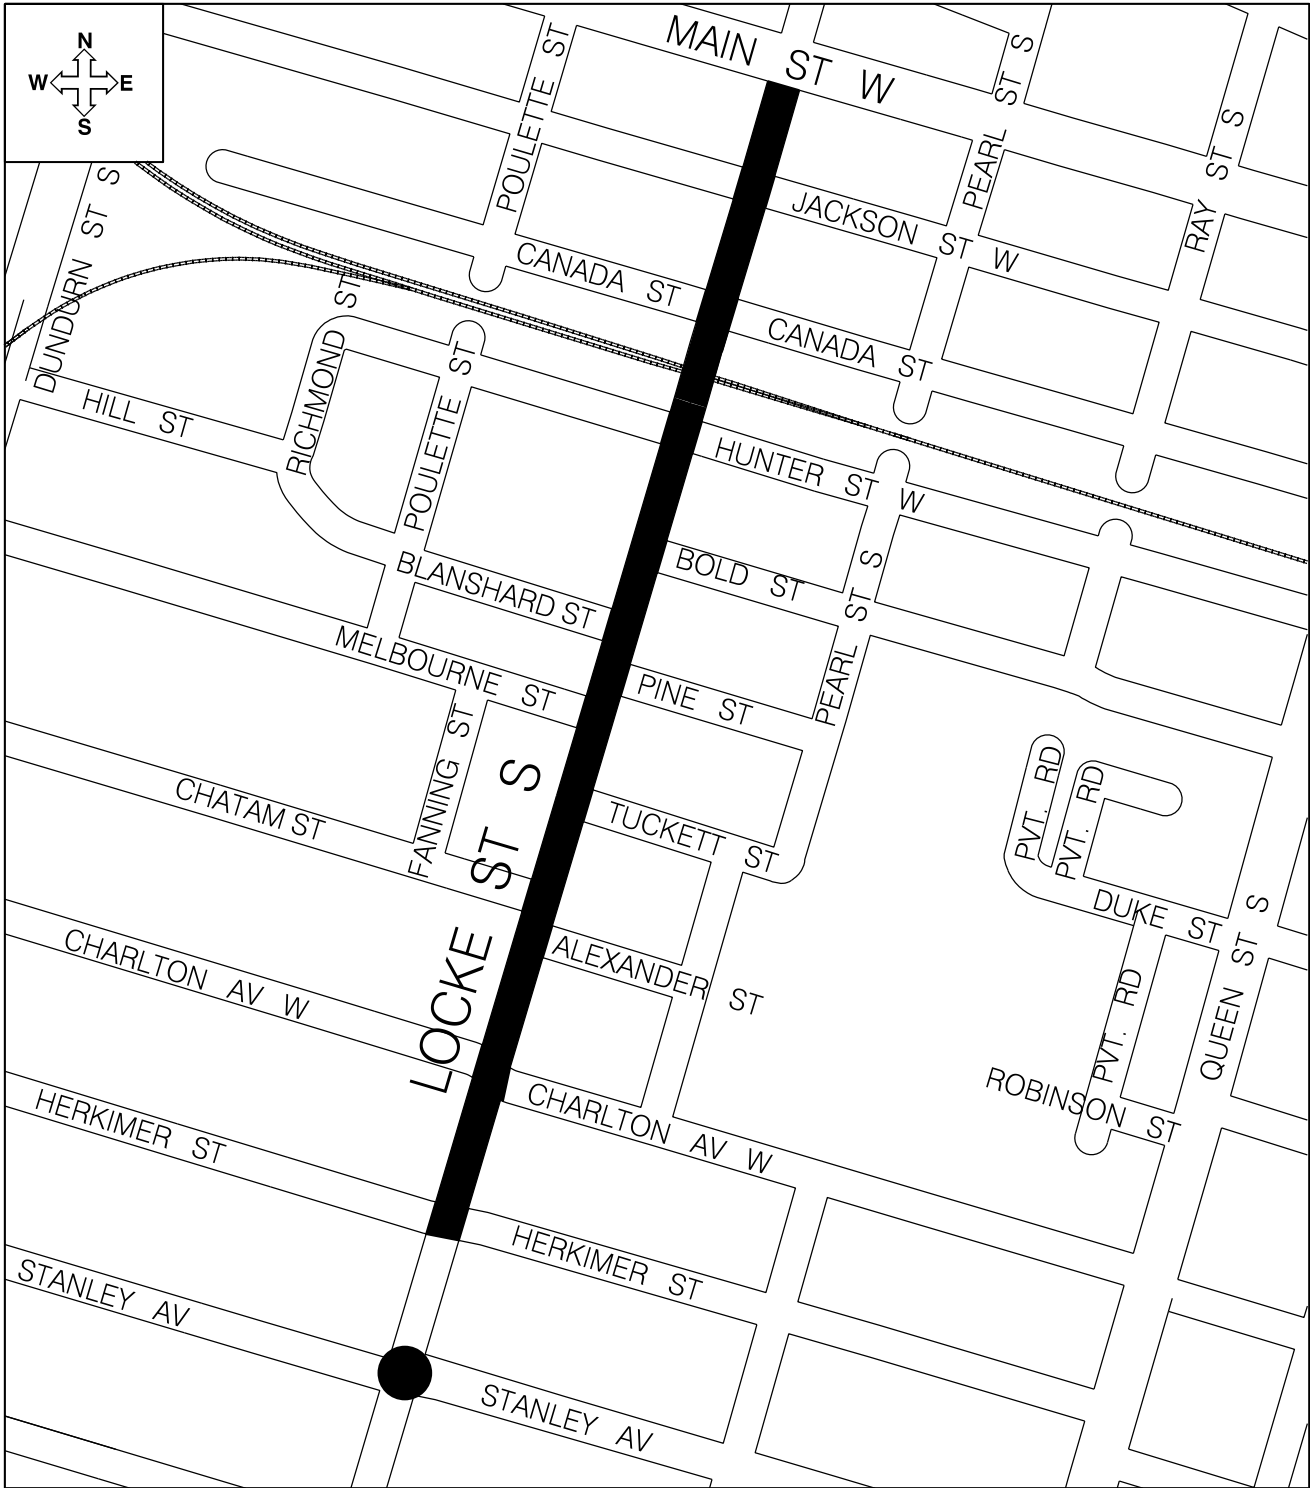 N
W E
S
MAIN ST W
POULETTE ST
PEARL ST S
RAY ST S
DUNDURN ST S
JACKSON ST W
CANADA ST
CANADA ST
RICHMOND ST
POULETTE ST
HILL ST
HUNTER ST W
BLANSHARD ST
BOLD ST
PEARL ST S
MELBOURNE ST
PINE ST
FANNING ST
LOCKE ST S
CHATAM ST
TUCKETT ST
PVT. RD
PVT. RD
DUKE ST
QUEEN ST S
CHARLTON AV W
ALEXANDER ST
PVT. RD
ROBINSON ST
HERKIMER ST
CHARLTON AV W
HERKIMER ST
STANLEY AV
STANLEY AV